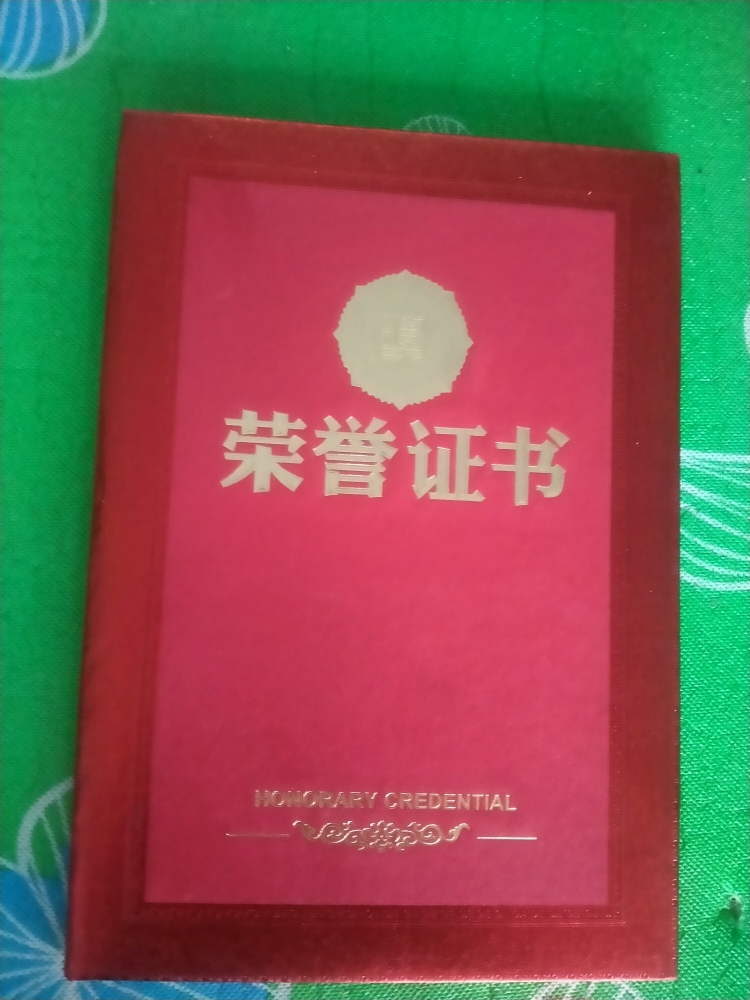 荣誉证书
HONORARY CREDENTIAL